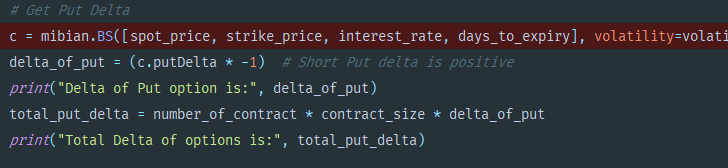 # Get Put Delta
c = mibian.BS([spot_price, strike_price, interest_rate, days_to_expiry], volatility=volati
delta_of_put = (c.putDelta * -1)  # Short Put delta is positive
print("Delta of Put option is:", delta_of_put)
total_put_delta = number_of_contract * contract_size * delta_of_put
print("Total Delta of options is:", total_put_delta)